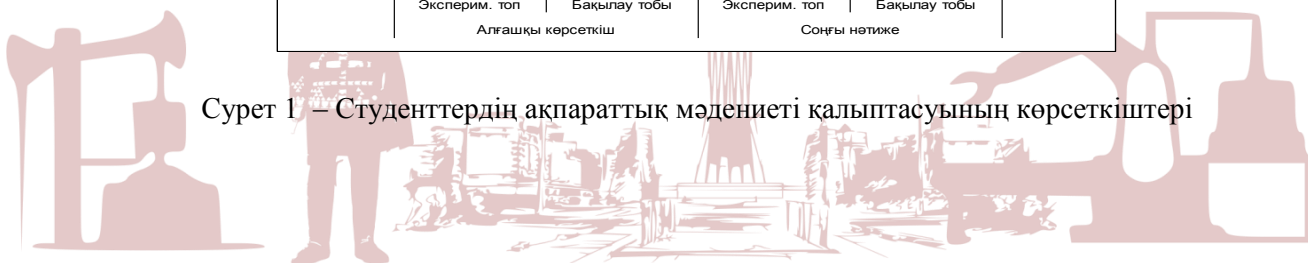 Эксперим. топ Бақылау тобы Эксперим. топ Бақылау тобы
Алғашқы көрсеткіш Соңғы нәтиже
Сурет 1 – Студенттердің ақпараттық мәдениеті қалыптасуының көрсеткіштері